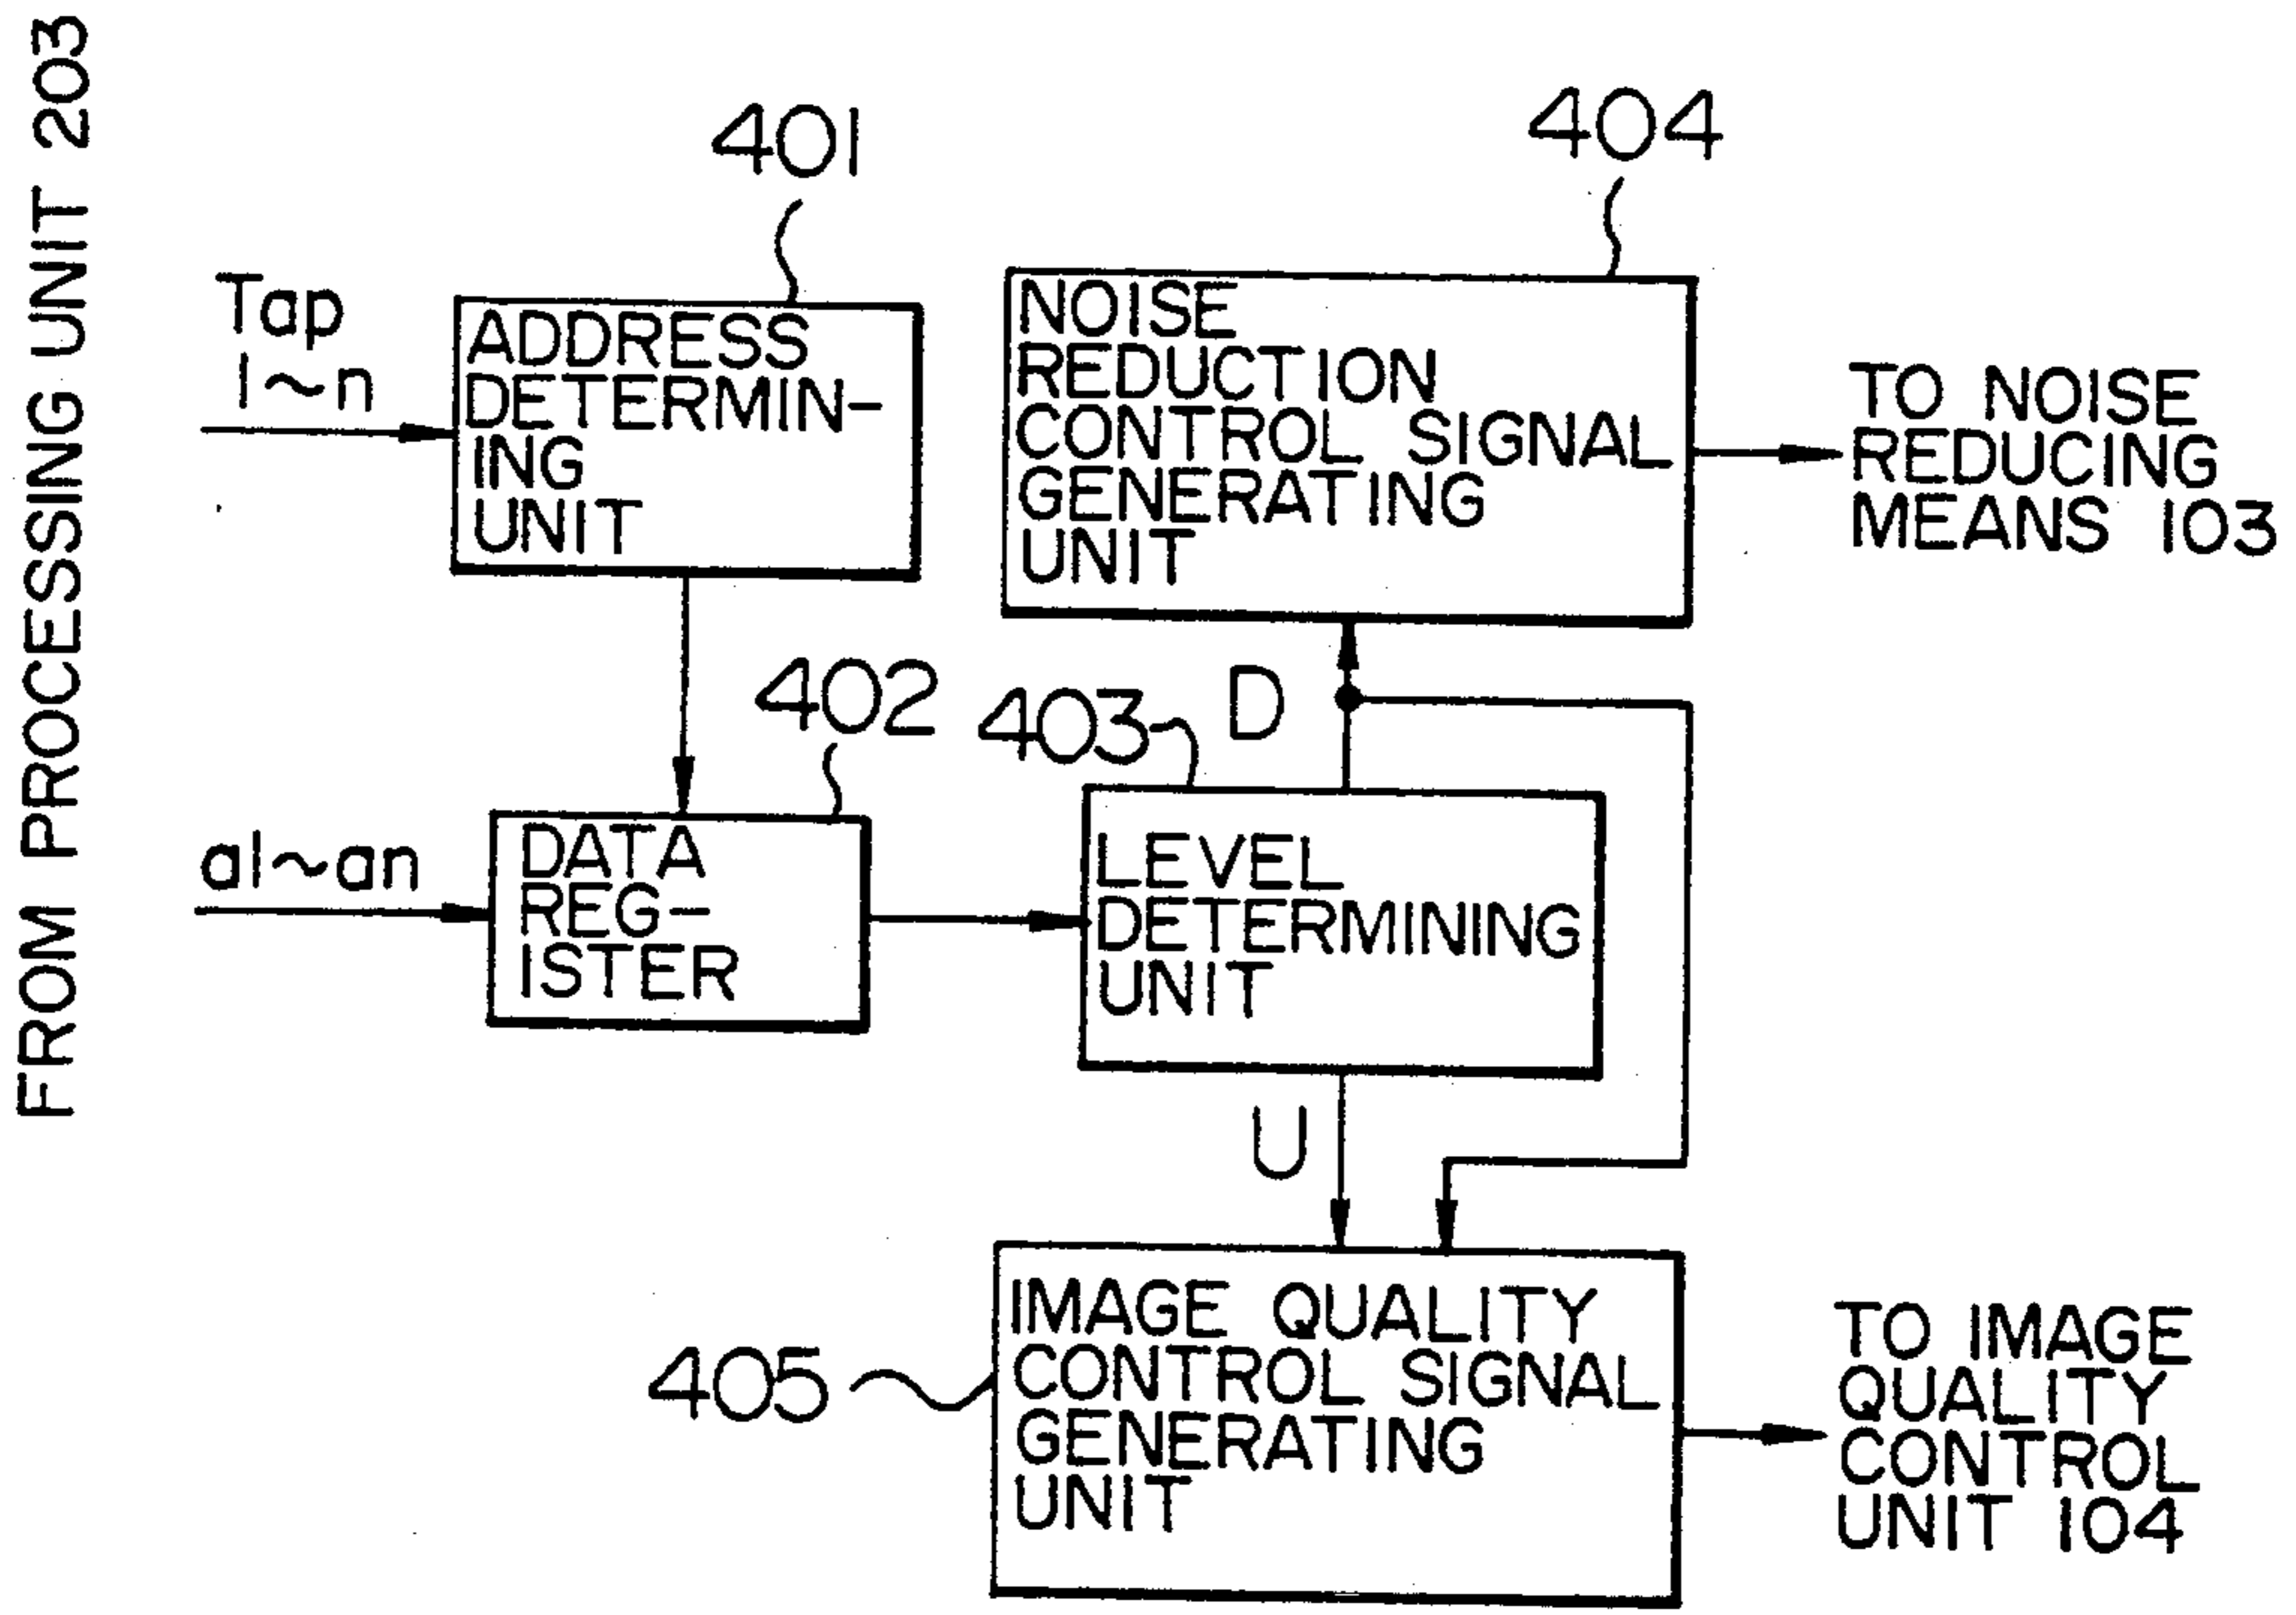 FROM PROCESSING UNIT 203
Tap
1~n
401
ADDRESS
DETERMIN-
ING
UNIT
404
NOISE
REDUCTION
CONTROL SIGNAL
GENERATING
UNIT
TO NOISE
REDUCING
MEANS 103
402
a1~an
DATA
REG-
ISTER
403
D
LEVEL
DETERMINING
UNIT
U
405
IMAGE QUALITY
CONTROL SIGNAL
GENERATING
UNIT
TO IMAGE
QUALITY
CONTROL
UNIT 104